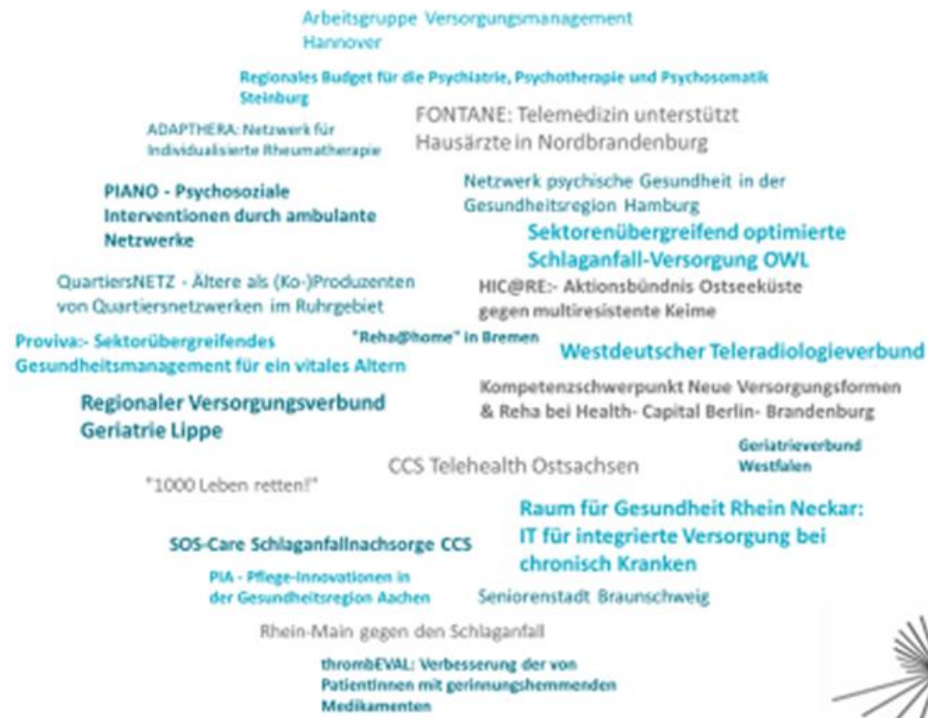 Arbeitsgruppe Versorgungsmanagement
Hannover
Regionales Budget für die Psychiatrie, Psychotherapie und Psychosomatik
Steinburg
FONTANE: Telemedizin unterstützt
Hausärzte in Nordbrandenburg
ADAPTHERA: Netzwerk für
Individualisierte Rheumatherapie
Netzwerk psychische Gesundheit in der
Gesundheitsregion Hamburg
PIANO - Psychosoziale
Interventionen durch ambulante
Netzwerke
Sektorenübergreifend optimierte
Schlaganfall-Versorgung OWL
QuartiersNETZ - Ältere als (Ko-)Produzenten
von Quartiersnetzwerken im Ruhrgebiet
HIC@RE:- Aktionsbündnis Ostseeküste
gegen multiresistente Keime
Proviva:- Sektorübergreifendes
Gesundheitsmanagement für ein vitales Altern
"Reha@home" in Bremen
Westdeutscher Teleradiologieverbund
Kompetenzschwerpunkt Neue Versorgungsformen
& Reha bei Health- Capital Berlin- Brandenburg
Regionaler Versorgungsverbund
Geriatrie Lippe
Geriatrieverbund
Westfalen
CCS Telehealth Ostsachsen
"1000 Leben retten!"
Raum für Gesundheit Rhein Neckar:
IT für integrierte Versorgung bei
chronisch Kranken
SOS-Care Schlaganfallnachsorge CCS
PIA - Pflege-Innovationen in
der Gesundheitsregion Aachen
Seniorenstadt Braunschweig
Rhein-Main gegen den Schlaganfall
thrombEVAL: Verbesserung der von
PatientInnen mit gerinnungshemmenden
Medikamenten